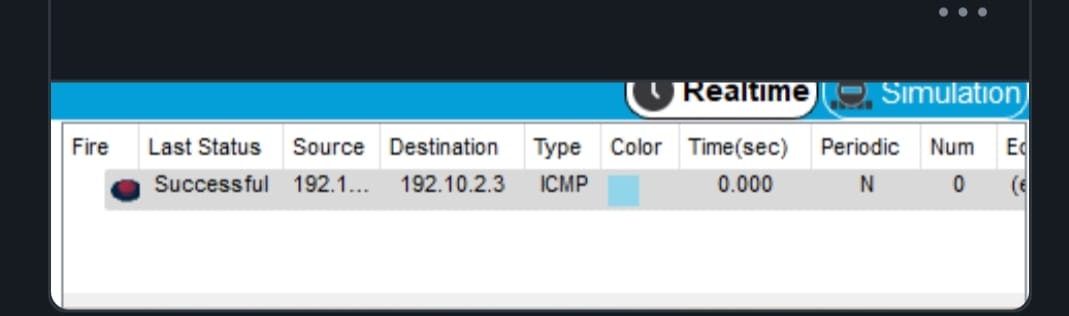 Realtime Simulation
Fire Last Status Source Destination Type Color Time(sec) Periodic Num
Successful 192.1... 192.10.2.3 ICMP 0.000 N 0